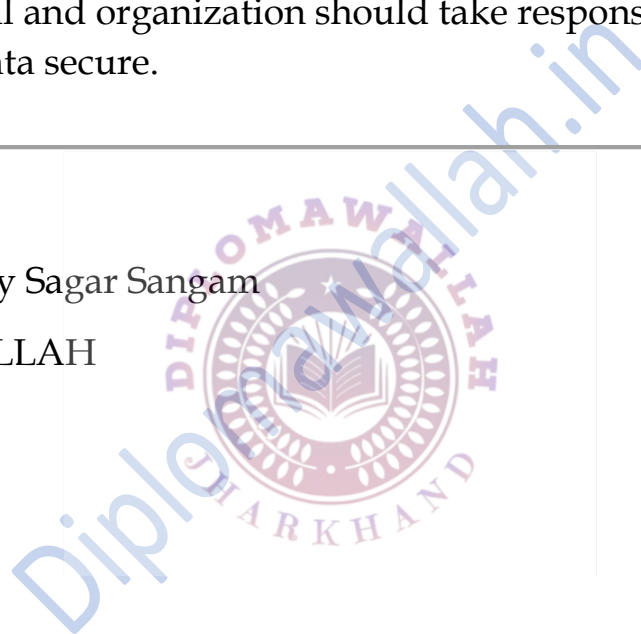 l and organization should take respons
ta secure.
y Sagar Sangam
LLAH
DIPLOMAWALLAH
JHARKHAND
Diplomawallah.in